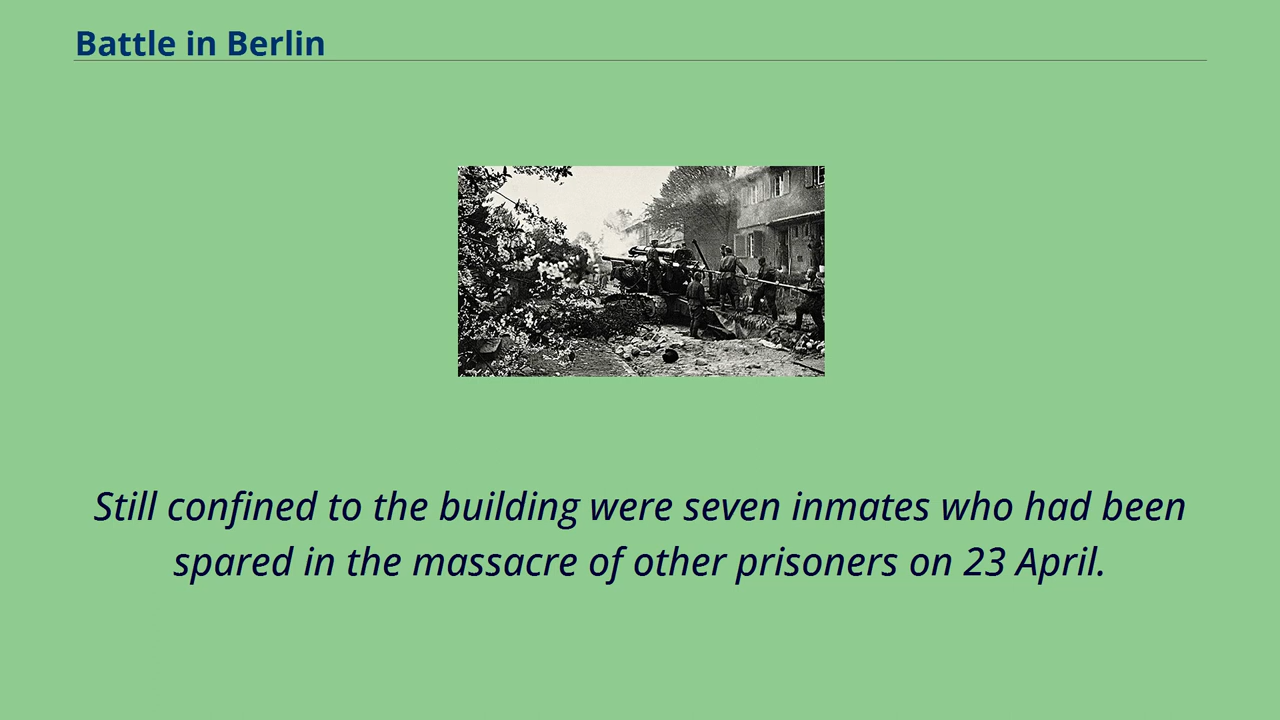 Battle in Berlin
Still confined to the building were seven inmates who had been
spared in the massacre of other prisoners on 23 April.